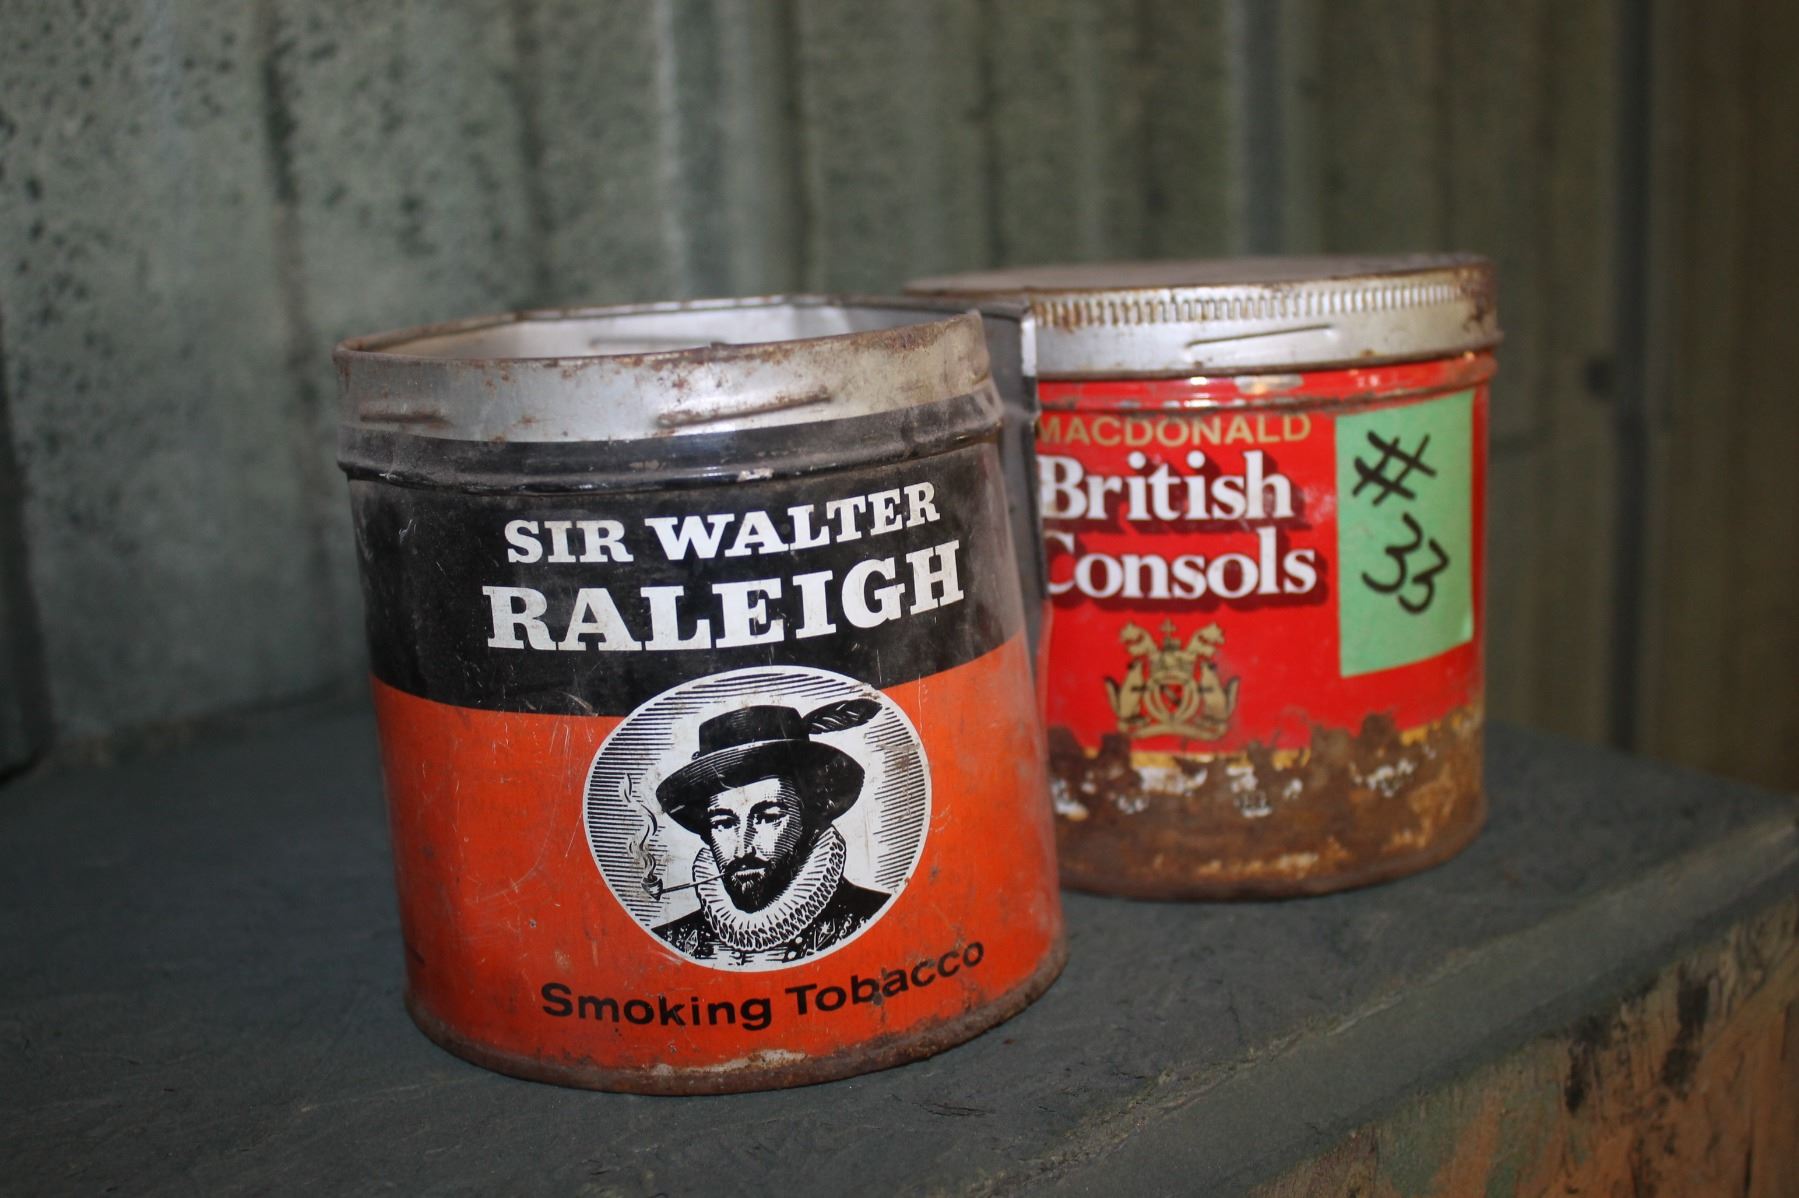 SIR WALTER
RALEIGH
Smoking Tobacco
MACDONALD
British
Consols
#
33